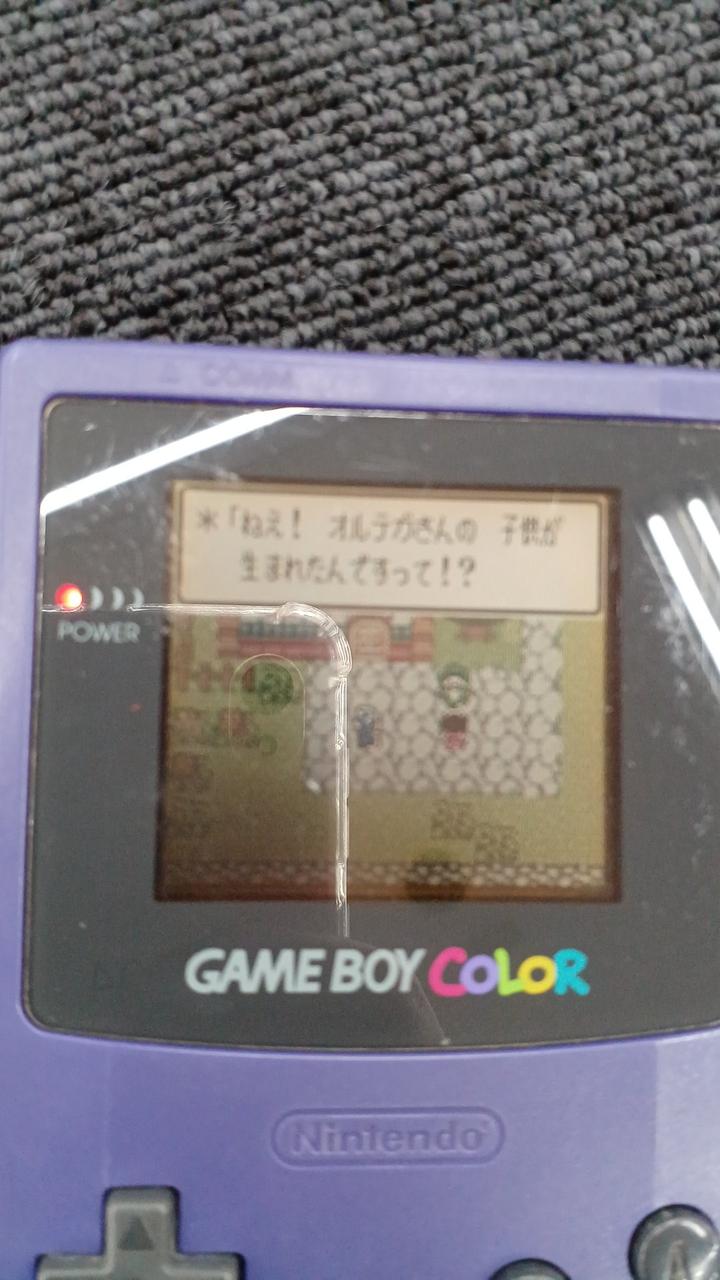 COMM.
＊「ねえ！　オルテガさんの　子供が
生まれたんですって！？
POWER
GAME BOY COLOR
Nintendo
A